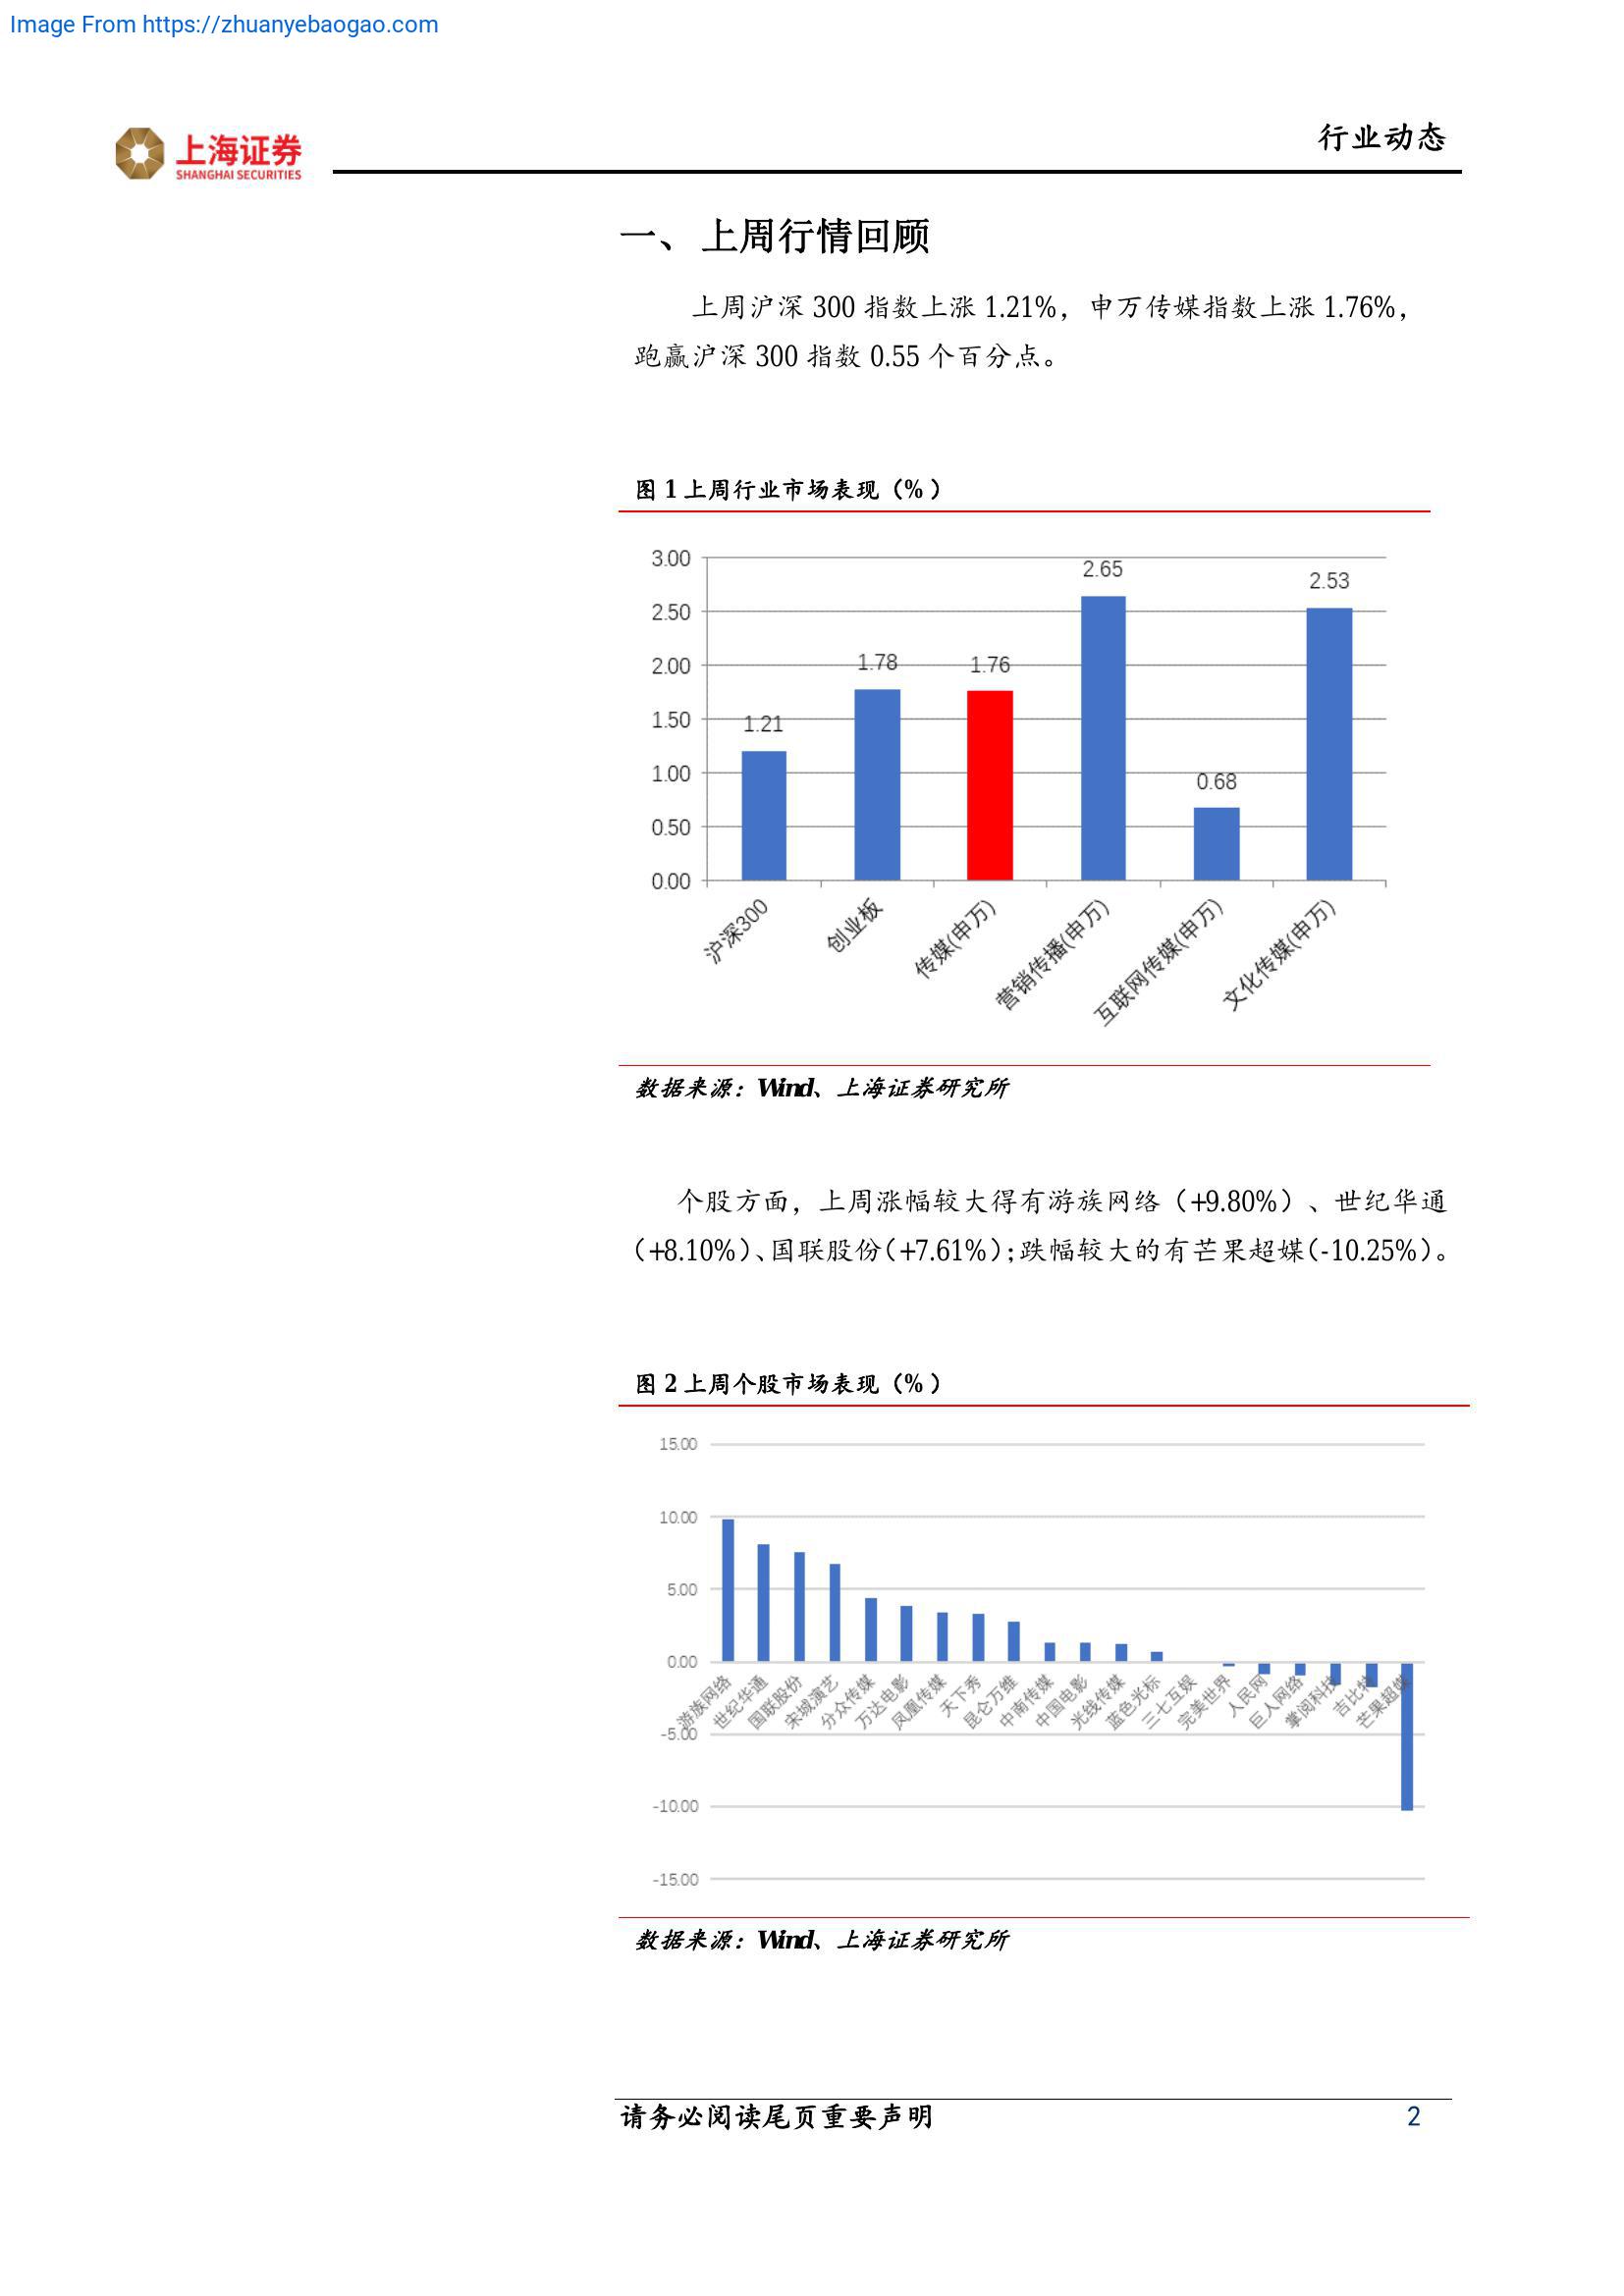 Image From https://zhuanyebaogao.com
上海证券
SHANGHAI SECURITIES
行业动态
一、上周行情回顾
上周沪深 300 指数上涨 1.21%，申万传媒指数上涨 1.76%，
跑赢沪深 300 指数 0.55 个百分点。
图 1 上周行业市场表现（%）
3.00
2.50
2.00
1.50
1.00
0.50
0.00
1.21
1.78
1.76
2.65
0.68
2.53
沪深300
创业板
传媒(申万)
营销传播(申万)
互联网传媒(申万)
文化传媒(申万)
数据来源：Wind、上海证券研究所
个股方面，上周涨幅较大得有游族网络（+9.80%）、世纪华通
（+8.10%）、国联股份（+7.61%）；跌幅较大的有芒果超媒（-10.25%）。
图 2 上周个股市场表现（%）
15.00
10.00
5.00
0.00
-5.00
-10.00
-15.00
游族网络
世纪华通
国联股份
宋城演艺
分众传媒
万达电影
凤凰传媒
天下秀
昆仑万维
中南传媒
中国电影
光线传媒
蓝色光标
三七互娱
完美世界
人民网
巨人网络
掌阅科技
吉比特
芒果超媒
数据来源：Wind、上海证券研究所
请务必阅读尾页重要声明
2